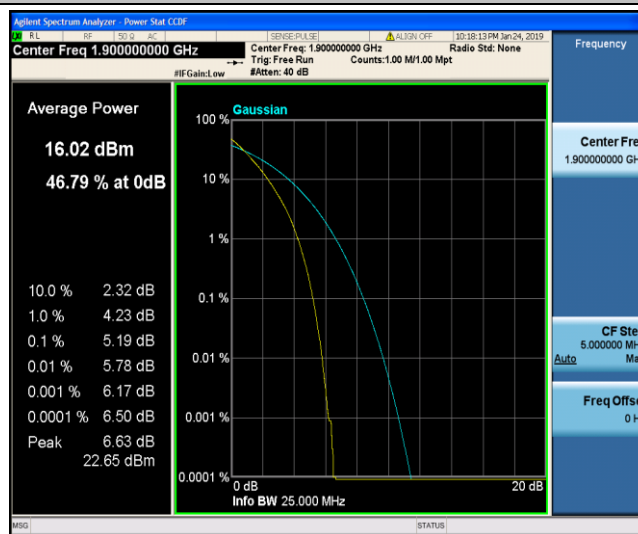 Agilent Spectrum Analyzer - Power Stat CCDF
RL RF 50 Ω AC SENSE:PULSE ALIGN OFF 10:18:13 PM Jan 24, 2019
Center Freq 1.900000000 GHz
Center Freq: 1.900000000 GHz Radio Std: None
Trig: Free Run Counts:1.00 M/1.00 Mpt
#IFGain:Low #Atten: 40 dB
Frequency
Average Power
16.02 dBm
46.79 % at 0dB
10.0 % 2.32 dB
1.0 % 4.23 dB
0.1 % 5.19 dB
0.01 % 5.78 dB
0.001 % 6.17 dB
0.0001 % 6.50 dB
Peak 6.63 dB
22.65 dBm
Gaussian
100 %
10 %
1 %
0.1 %
0.01 %
0.001 %
0.0001 %
0 dB 20 dB
Info BW 25.000 MHz
Center Fre
1.900000000 GH
CF Ste
5.000000 MH
Auto Ma
Freq Offse
0 H
MSG STATUS